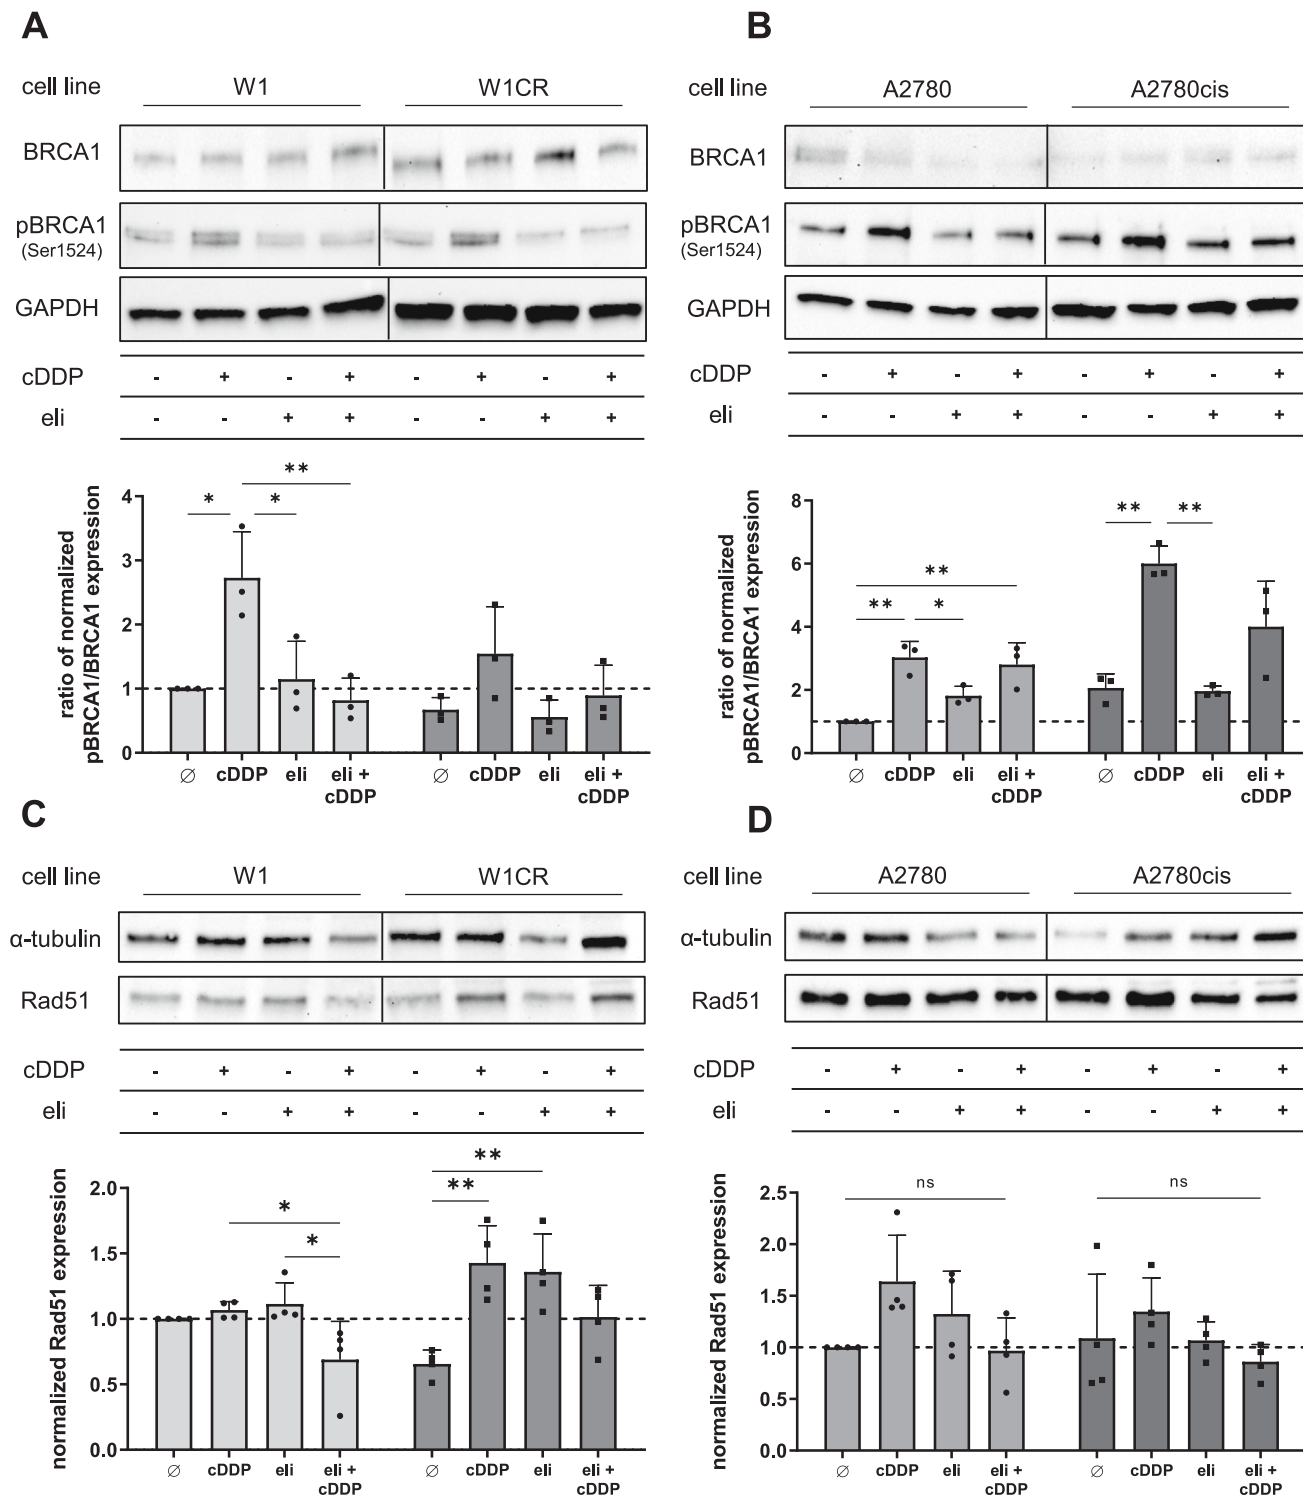 A
cell line W1 W1CR
BRCA1
pBRCA1
(Ser1524)
GAPDH
cDDP - + - + - + - +
eli - - + + - - + +
ratio of normalized
pBRCA1/BRCA1 expression
4
3
2
1
0
* * **
∅ cDDP eli eli + cDDP ∅ cDDP eli eli + cDDP
B
cell line A2780 A2780cis
BRCA1
pBRCA1
(Ser1524)
GAPDH
cDDP - + - + - + - +
eli - - + + - - + +
ratio of normalized
pBRCA1/BRCA1 expression
8
6
4
2
0
** * ** ** **
∅ cDDP eli eli + cDDP ∅ cDDP eli eli + cDDP
C
cell line W1 W1CR
α-tubulin
Rad51
cDDP - + - + - + - +
eli - - + + - - + +
normalized Rad51 expression
2.0
1.5
1.0
0.5
0.0
* * ** **
∅ cDDP eli eli + cDDP ∅ cDDP eli eli + cDDP
D
cell line A2780 A2780cis
α-tubulin
Rad51
cDDP - + - + - + - +
eli - - + + - - + +
normalized Rad51 expression
2.5
2.0
1.5
1.0
0.5
0.0
ns ns
∅ cDDP eli eli + cDDP ∅ cDDP eli eli + cDDP